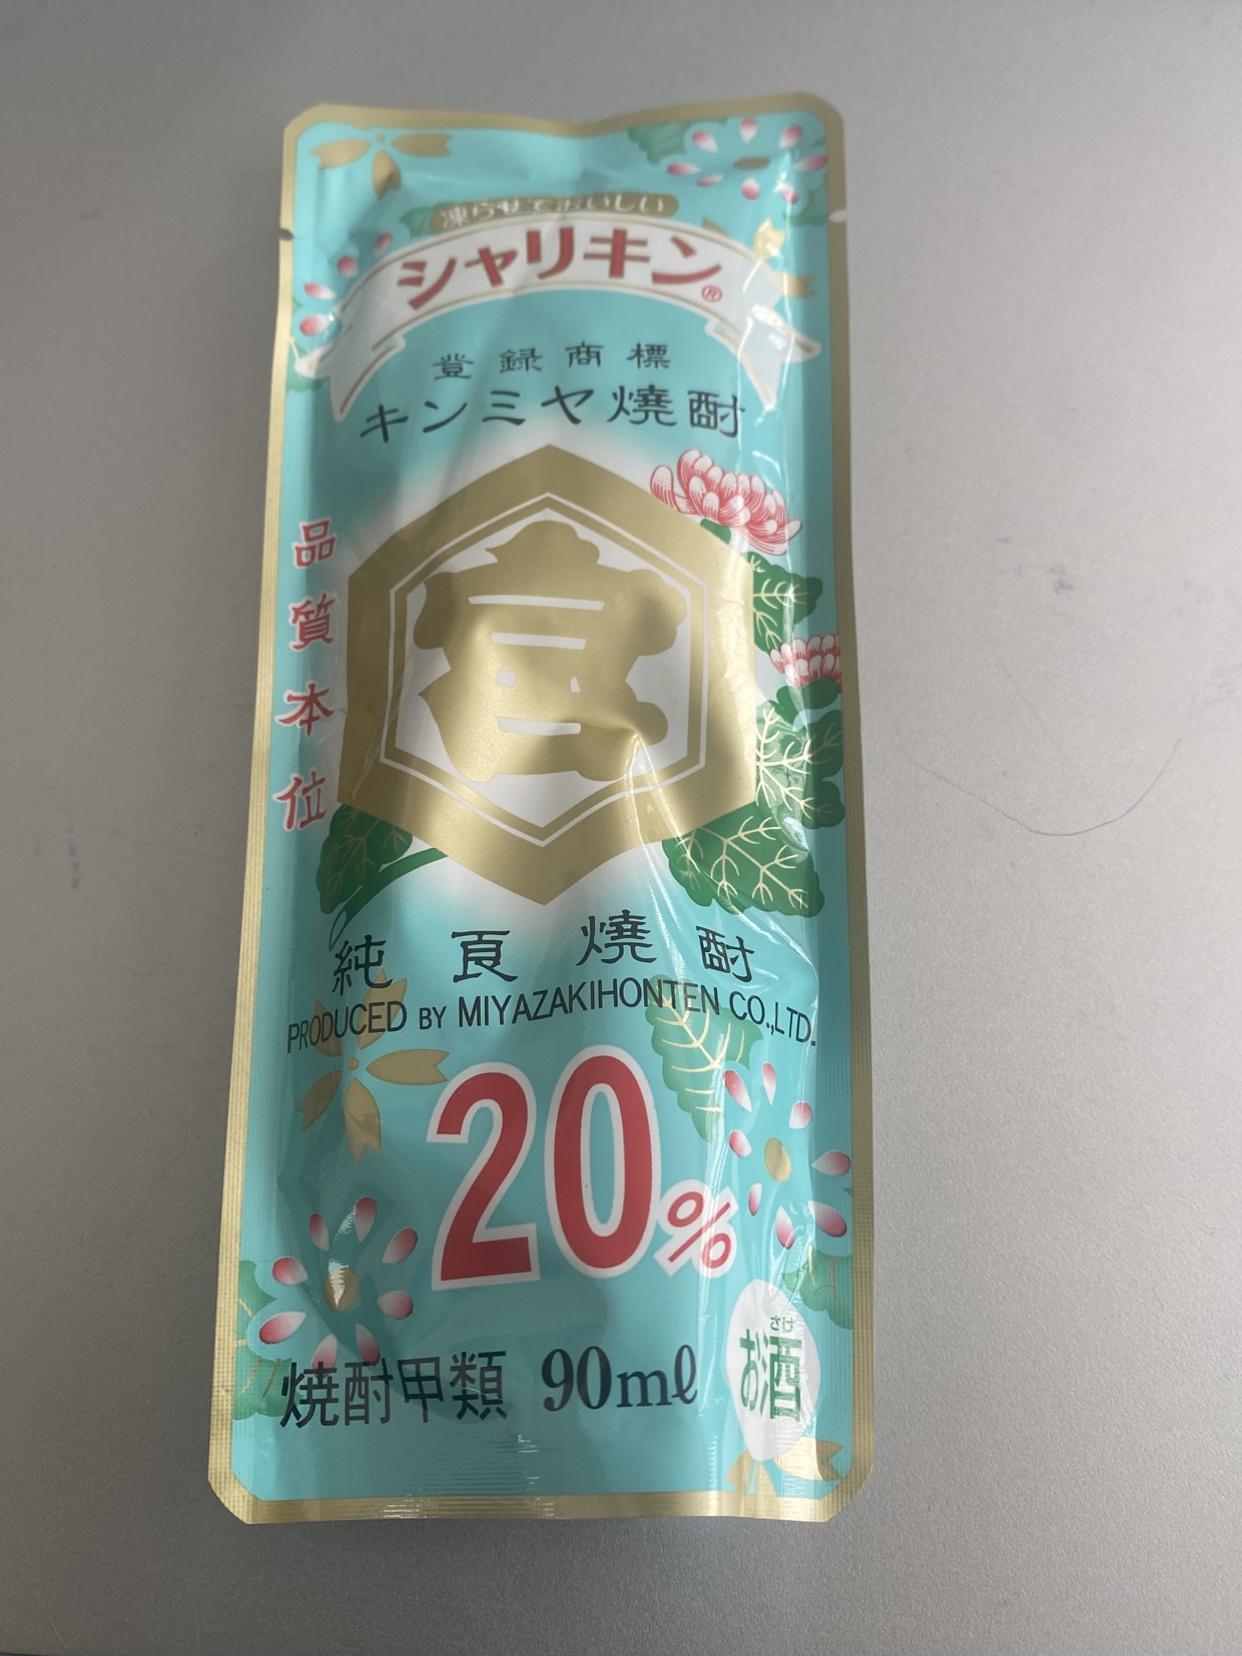 凍らせておいしい
シャリキン®
登録商標
キンミヤ焼酎
宮
品質本位
純良焼酎
PRODUCED BY MIYAZAKIHONTEN CO.,LTD.
20%
焼酎甲類 90mℓ
さけ
お酒